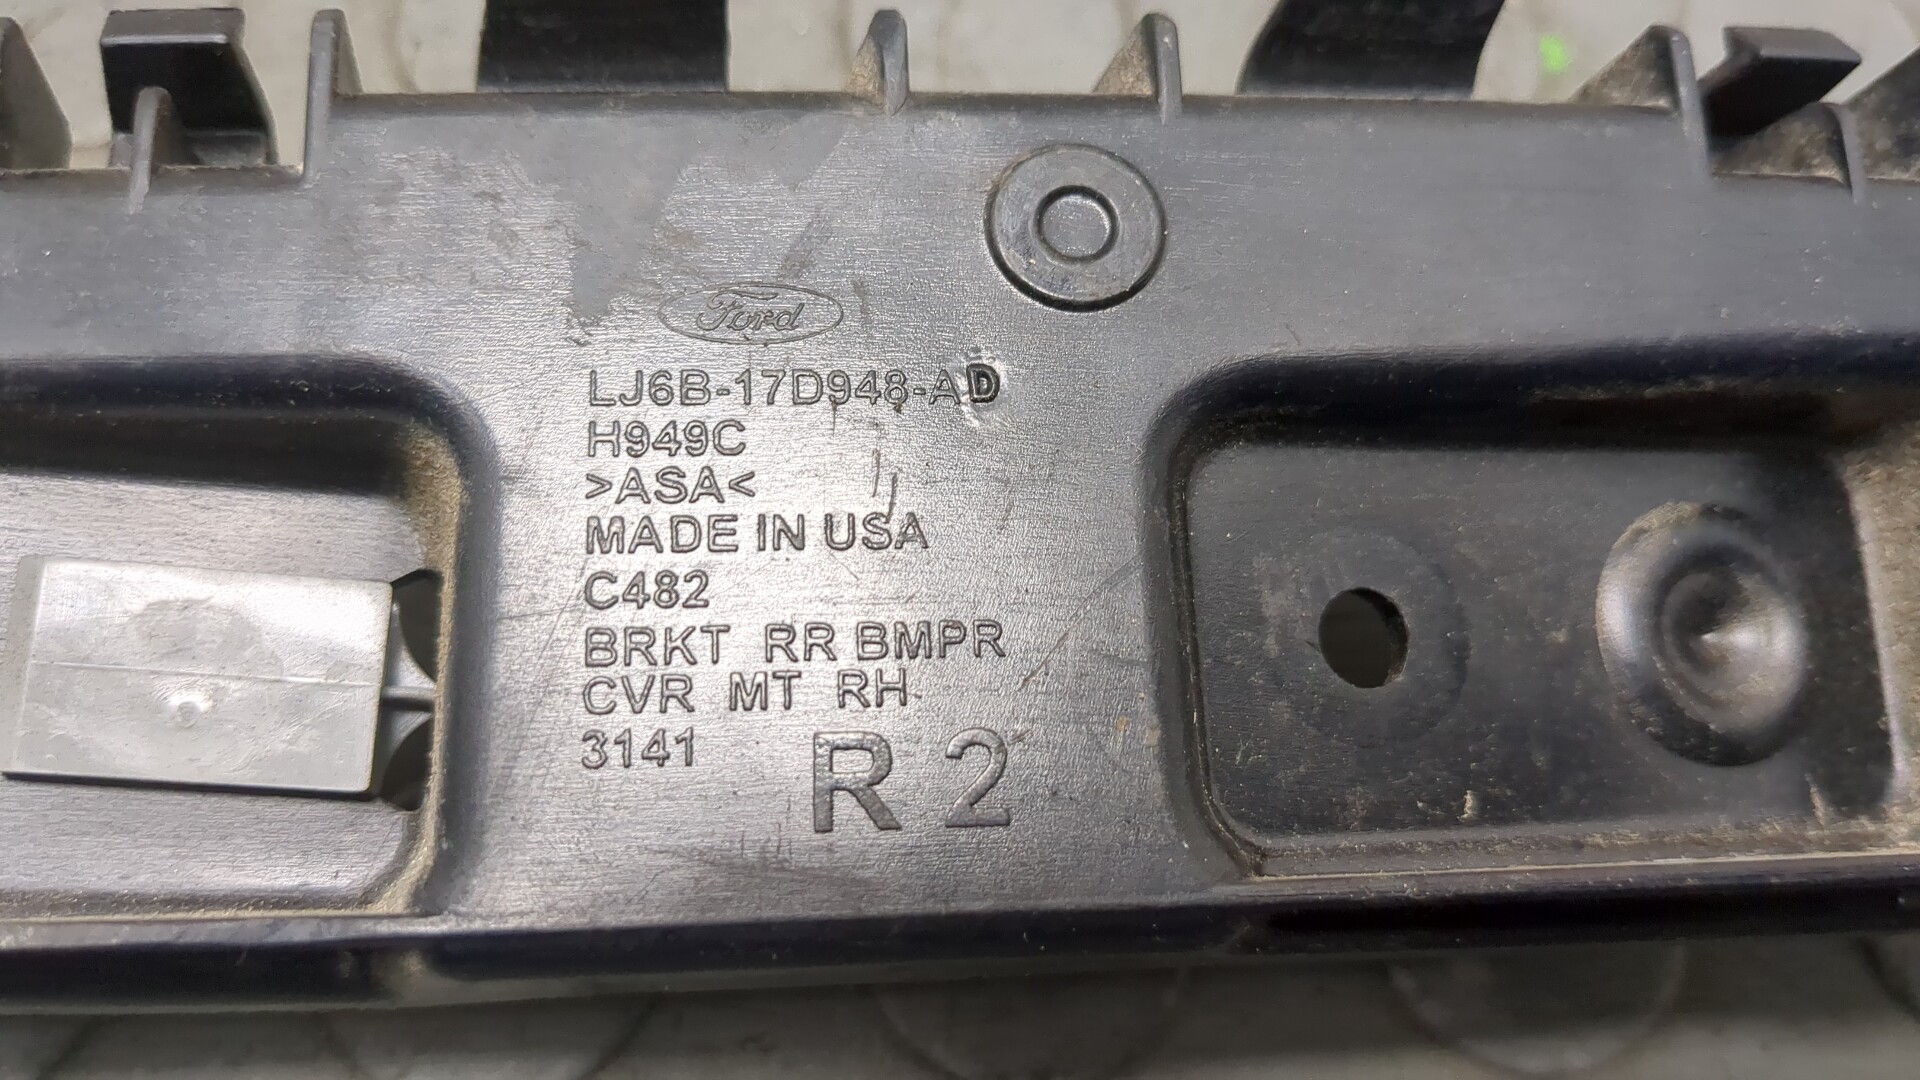 Ford
LJ6B-17D948-AD
H949C
>ASA<
MADE IN USA
C482
BRKT RR BMPR
CVR MT RH
3141
R 2